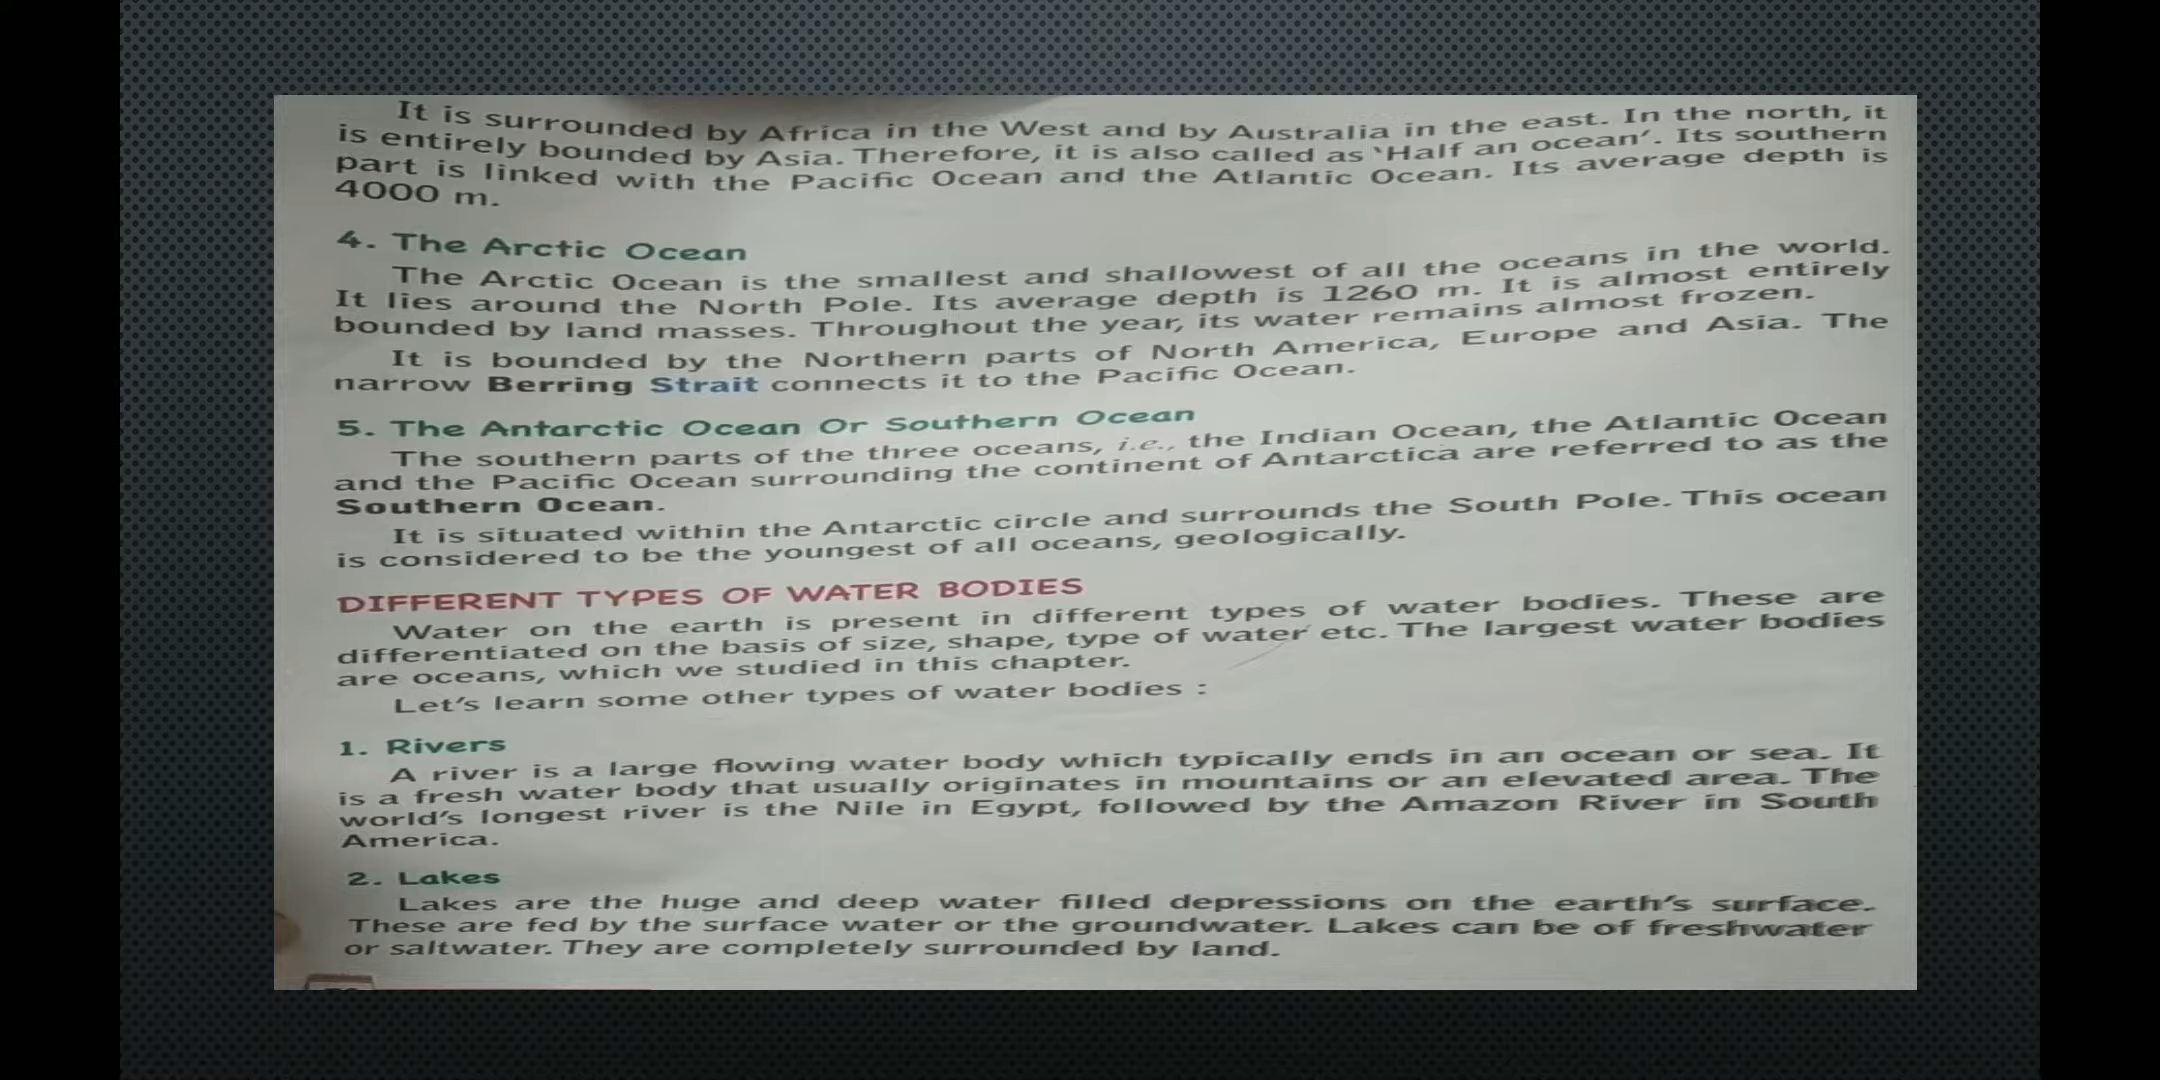 It is surrounded by Africa in the West and by Australia in the east. In the north, it
is entirely bounded by Asia. Therefore, it is also called as ‘Half an ocean’. Its southern
part is linked with the Pacific Ocean and the Atlantic Ocean. Its average depth is
4000 m.
4. The Arctic Ocean
The Arctic Ocean is the smallest and shallowest of all the oceans in the world.
It lies around the North Pole. Its average depth is 1260 m. It is almost entirely
bounded by land masses. Throughout the year, its water remains almost frozen.
It is bounded by the Northern parts of North America, Europe and Asia. The
narrow Berring Strait connects it to the Pacific Ocean.
5. The Antarctic Ocean Or Southern Ocean
The southern parts of the three oceans, i.e., the Indian Ocean, the Atlantic Ocean
and the Pacific Ocean surrounding the continent of Antarctica are referred to as the
Southern Ocean.
It is situated within the Antarctic circle and surrounds the South Pole. This ocean
is considered to be the youngest of all oceans, geologically.
DIFFERENT TYPES OF WATER BODIES
Water on the earth is present in different types of water bodies. These are
differentiated on the basis of size, shape, type of water etc. The largest water bodies
are oceans, which we studied in this chapter.
Let’s learn some other types of water bodies :
1. Rivers
A river is a large flowing water body which typically ends in an ocean or sea. It
is a fresh water body that usually originates in mountains or an elevated area. The
world’s longest river is the Nile in Egypt, followed by the Amazon River in South
America.
2. Lakes
Lakes are the huge and deep water filled depressions on the earth’s surface.
These are fed by the surface water or the groundwater. Lakes can be of freshwater
or saltwater. They are completely surrounded by land.